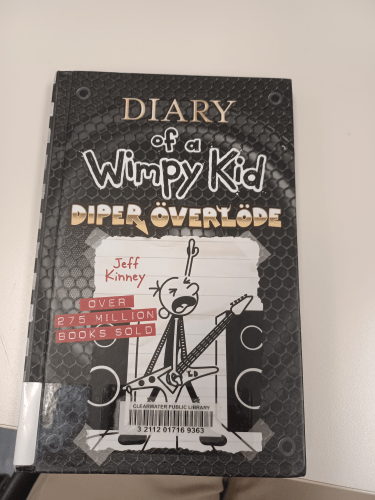 DIARY
of a
Wimpy Kid
DIPER ÖVERLÖDE
Jeff
Kinney
OVER
275 MILLION
BOOKS SOLD
CLEARWATER PUBLIC LIBRARY
3 2112 01716 9363